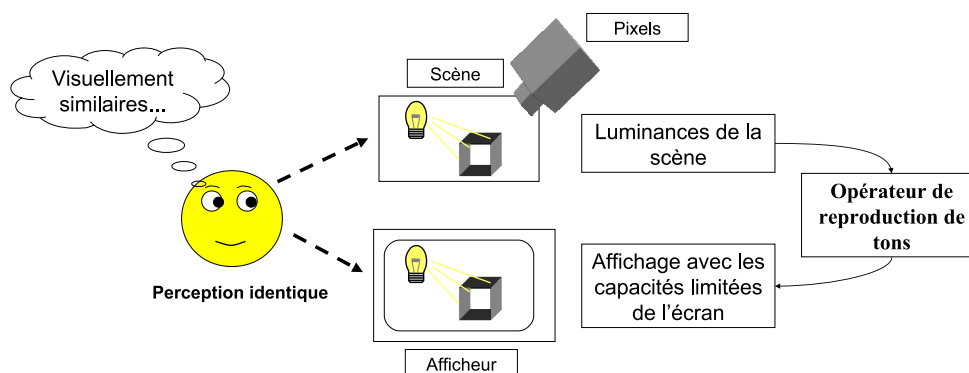 Pixels
Scène
Visuellement
similaires...
Luminances de la
scène
Opérateur de
reproduction de
tons
Affichage avec les
capacités limitées
de l'écran
Perception identique
Afficheur